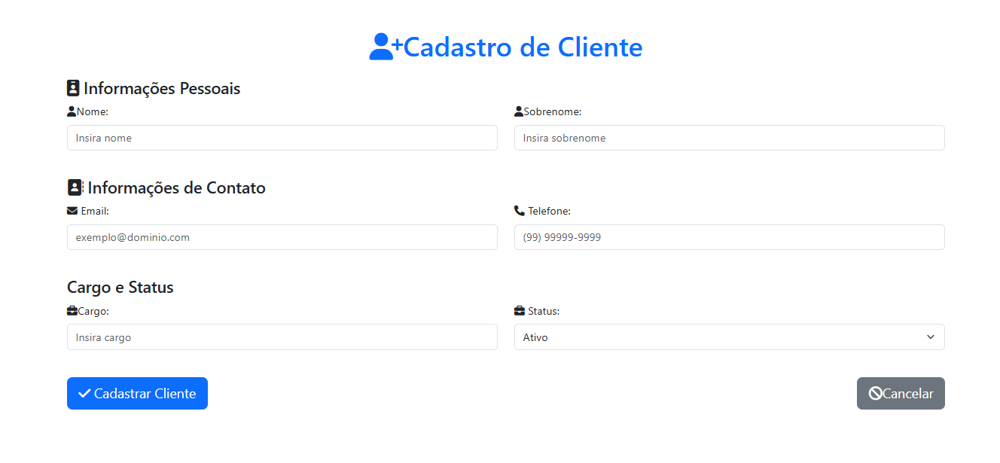 Cadastro de Cliente
Informações Pessoais
Nome: Sobrenome:
Insira nome Insira sobrenome
Informações de Contato
Email: Telefone:
exemplo@dominio.com (99) 99999-9999
Cargo e Status
Cargo: Status:
Insira cargo Ativo
Cadastrar Cliente Cancelar